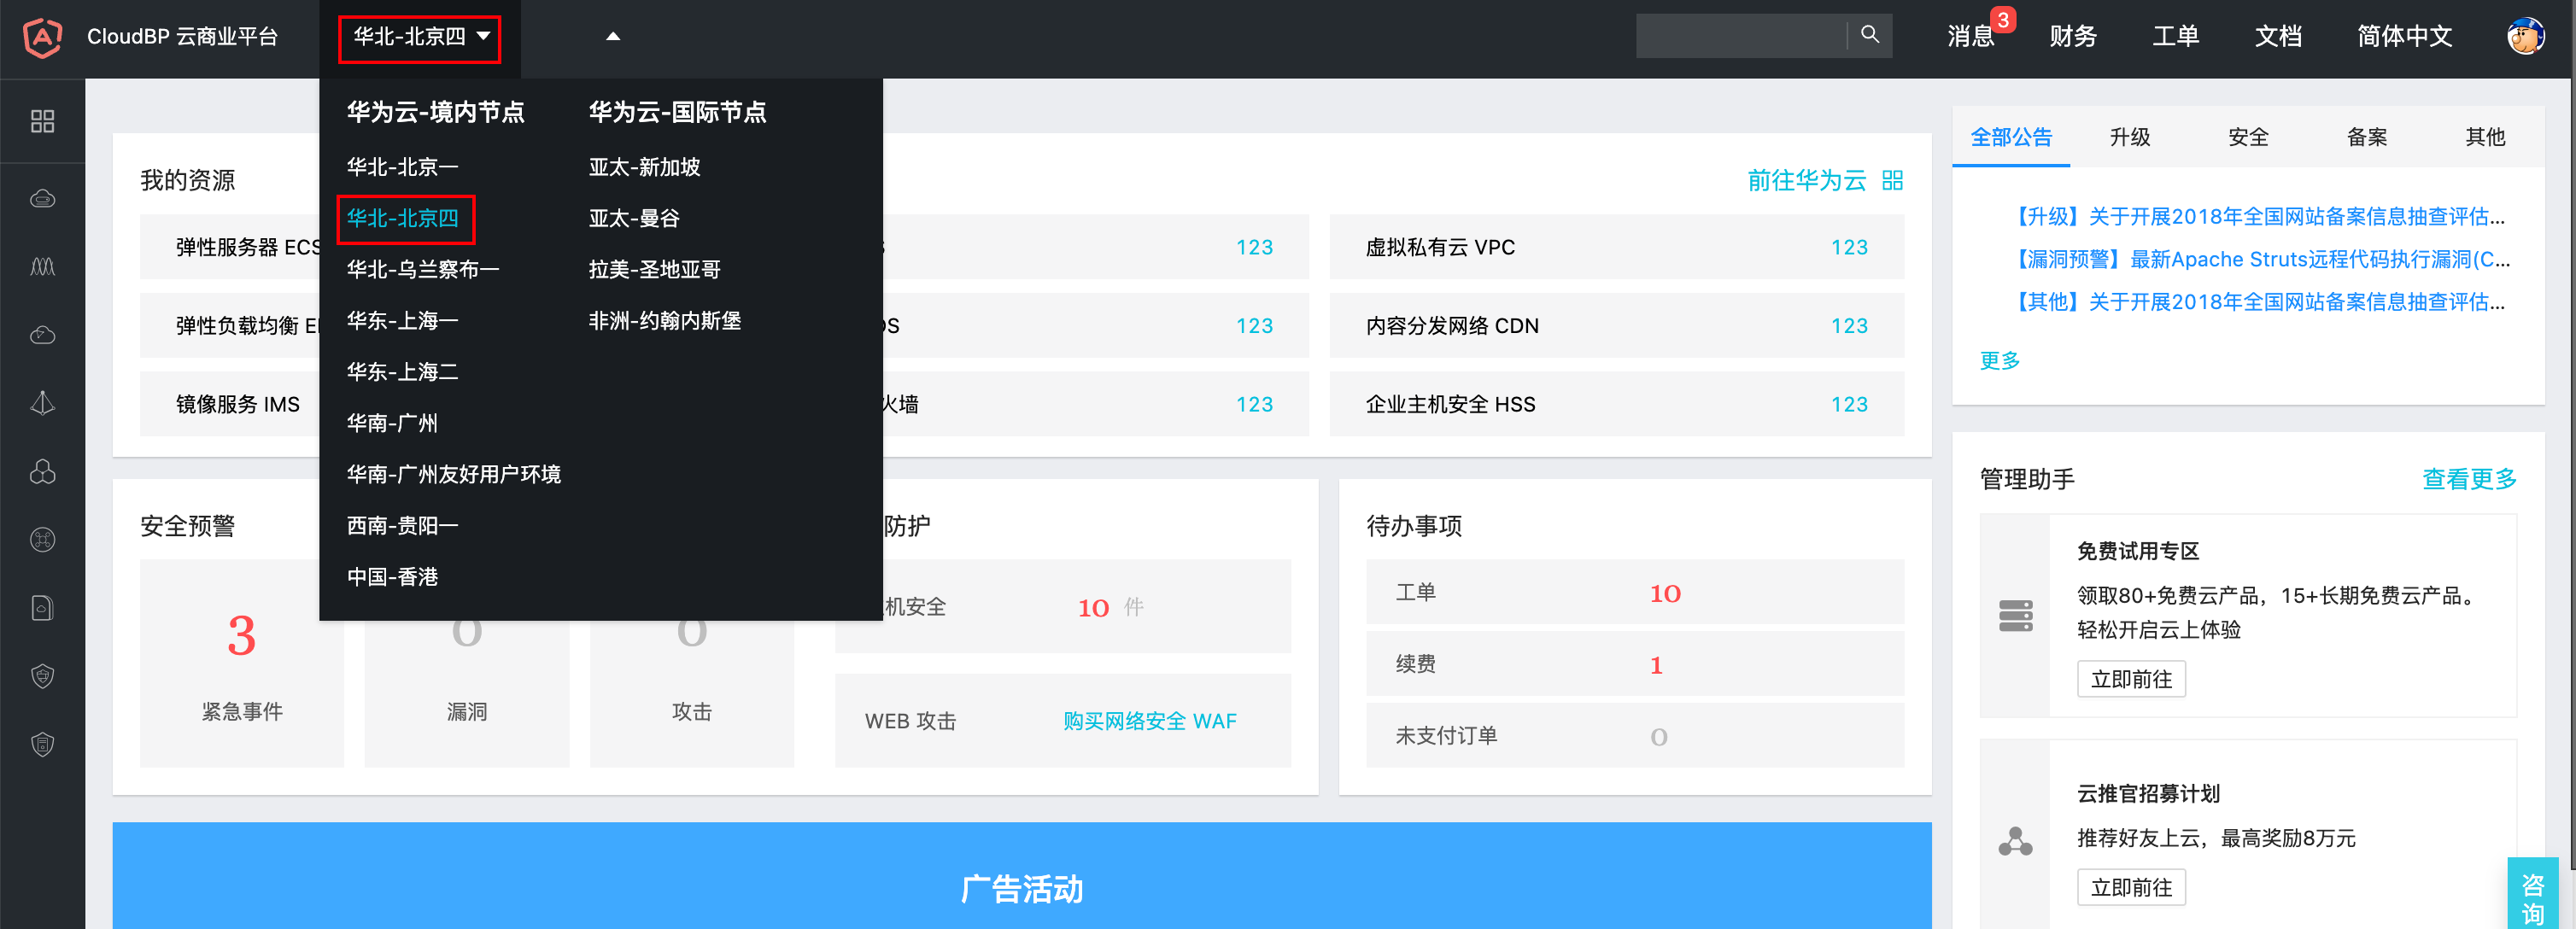 CloudBP 云商业平台
华北-北京四
消息
3
财务
工单
文档
简体中文
华为云-境内节点
华为云-国际节点
华北-北京一
亚太-新加坡
华北-北京四
亚太-曼谷
华北-乌兰察布一
拉美-圣地亚哥
华东-上海一
非洲-约翰内斯堡
华东-上海二
华南-广州
华南-广州友好用户环境
西南-贵阳一
中国-香港
我的资源
前往华为云
弹性服务器 ECS
123
虚拟私有云 VPC
123
弹性负载均衡 E
OS
123
内容分发网络 CDN
123
镜像服务 IMS
火墙
123
企业主机安全 HSS
123
安全预警
3
紧急事件
0
漏洞
0
攻击
防护
机安全
10 件
WEB 攻击
购买网络安全 WAF
待办事项
工单
10
续费
1
未支付订单
0
广告活动
全部公告
升级
安全
备案
其他
【升级】关于开展2018年全国网站备案信息抽查评估...
【漏洞预警】最新Apache Struts远程代码执行漏洞(C...
【其他】关于开展2018年全国网站备案信息抽查评估...
更多
管理助手
查看更多
免费试用专区
领取80+免费云产品，15+长期免费云产品。
轻松开启云上体验
立即前往
云推官招募计划
推荐好友上云，最高奖励8万元
立即前往
咨
询